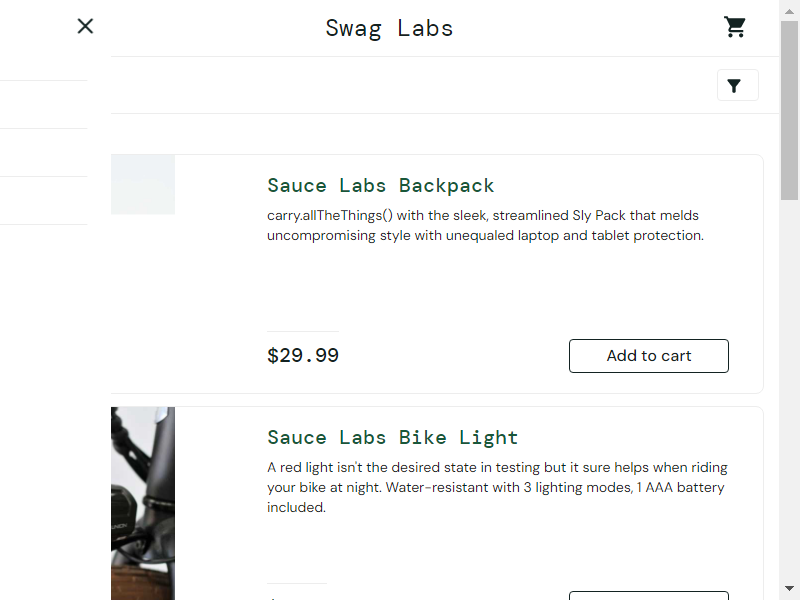 Swag Labs
Sauce Labs Backpack
carry.allTheThings() with the sleek, streamlined Sly Pack that melds
uncompromising style with unequaled laptop and tablet protection.
$29.99
Add to cart
Sauce Labs Bike Light
A red light isn't the desired state in testing but it sure helps when riding
your bike at night. Water-resistant with 3 lighting modes, 1 AAA battery
included.